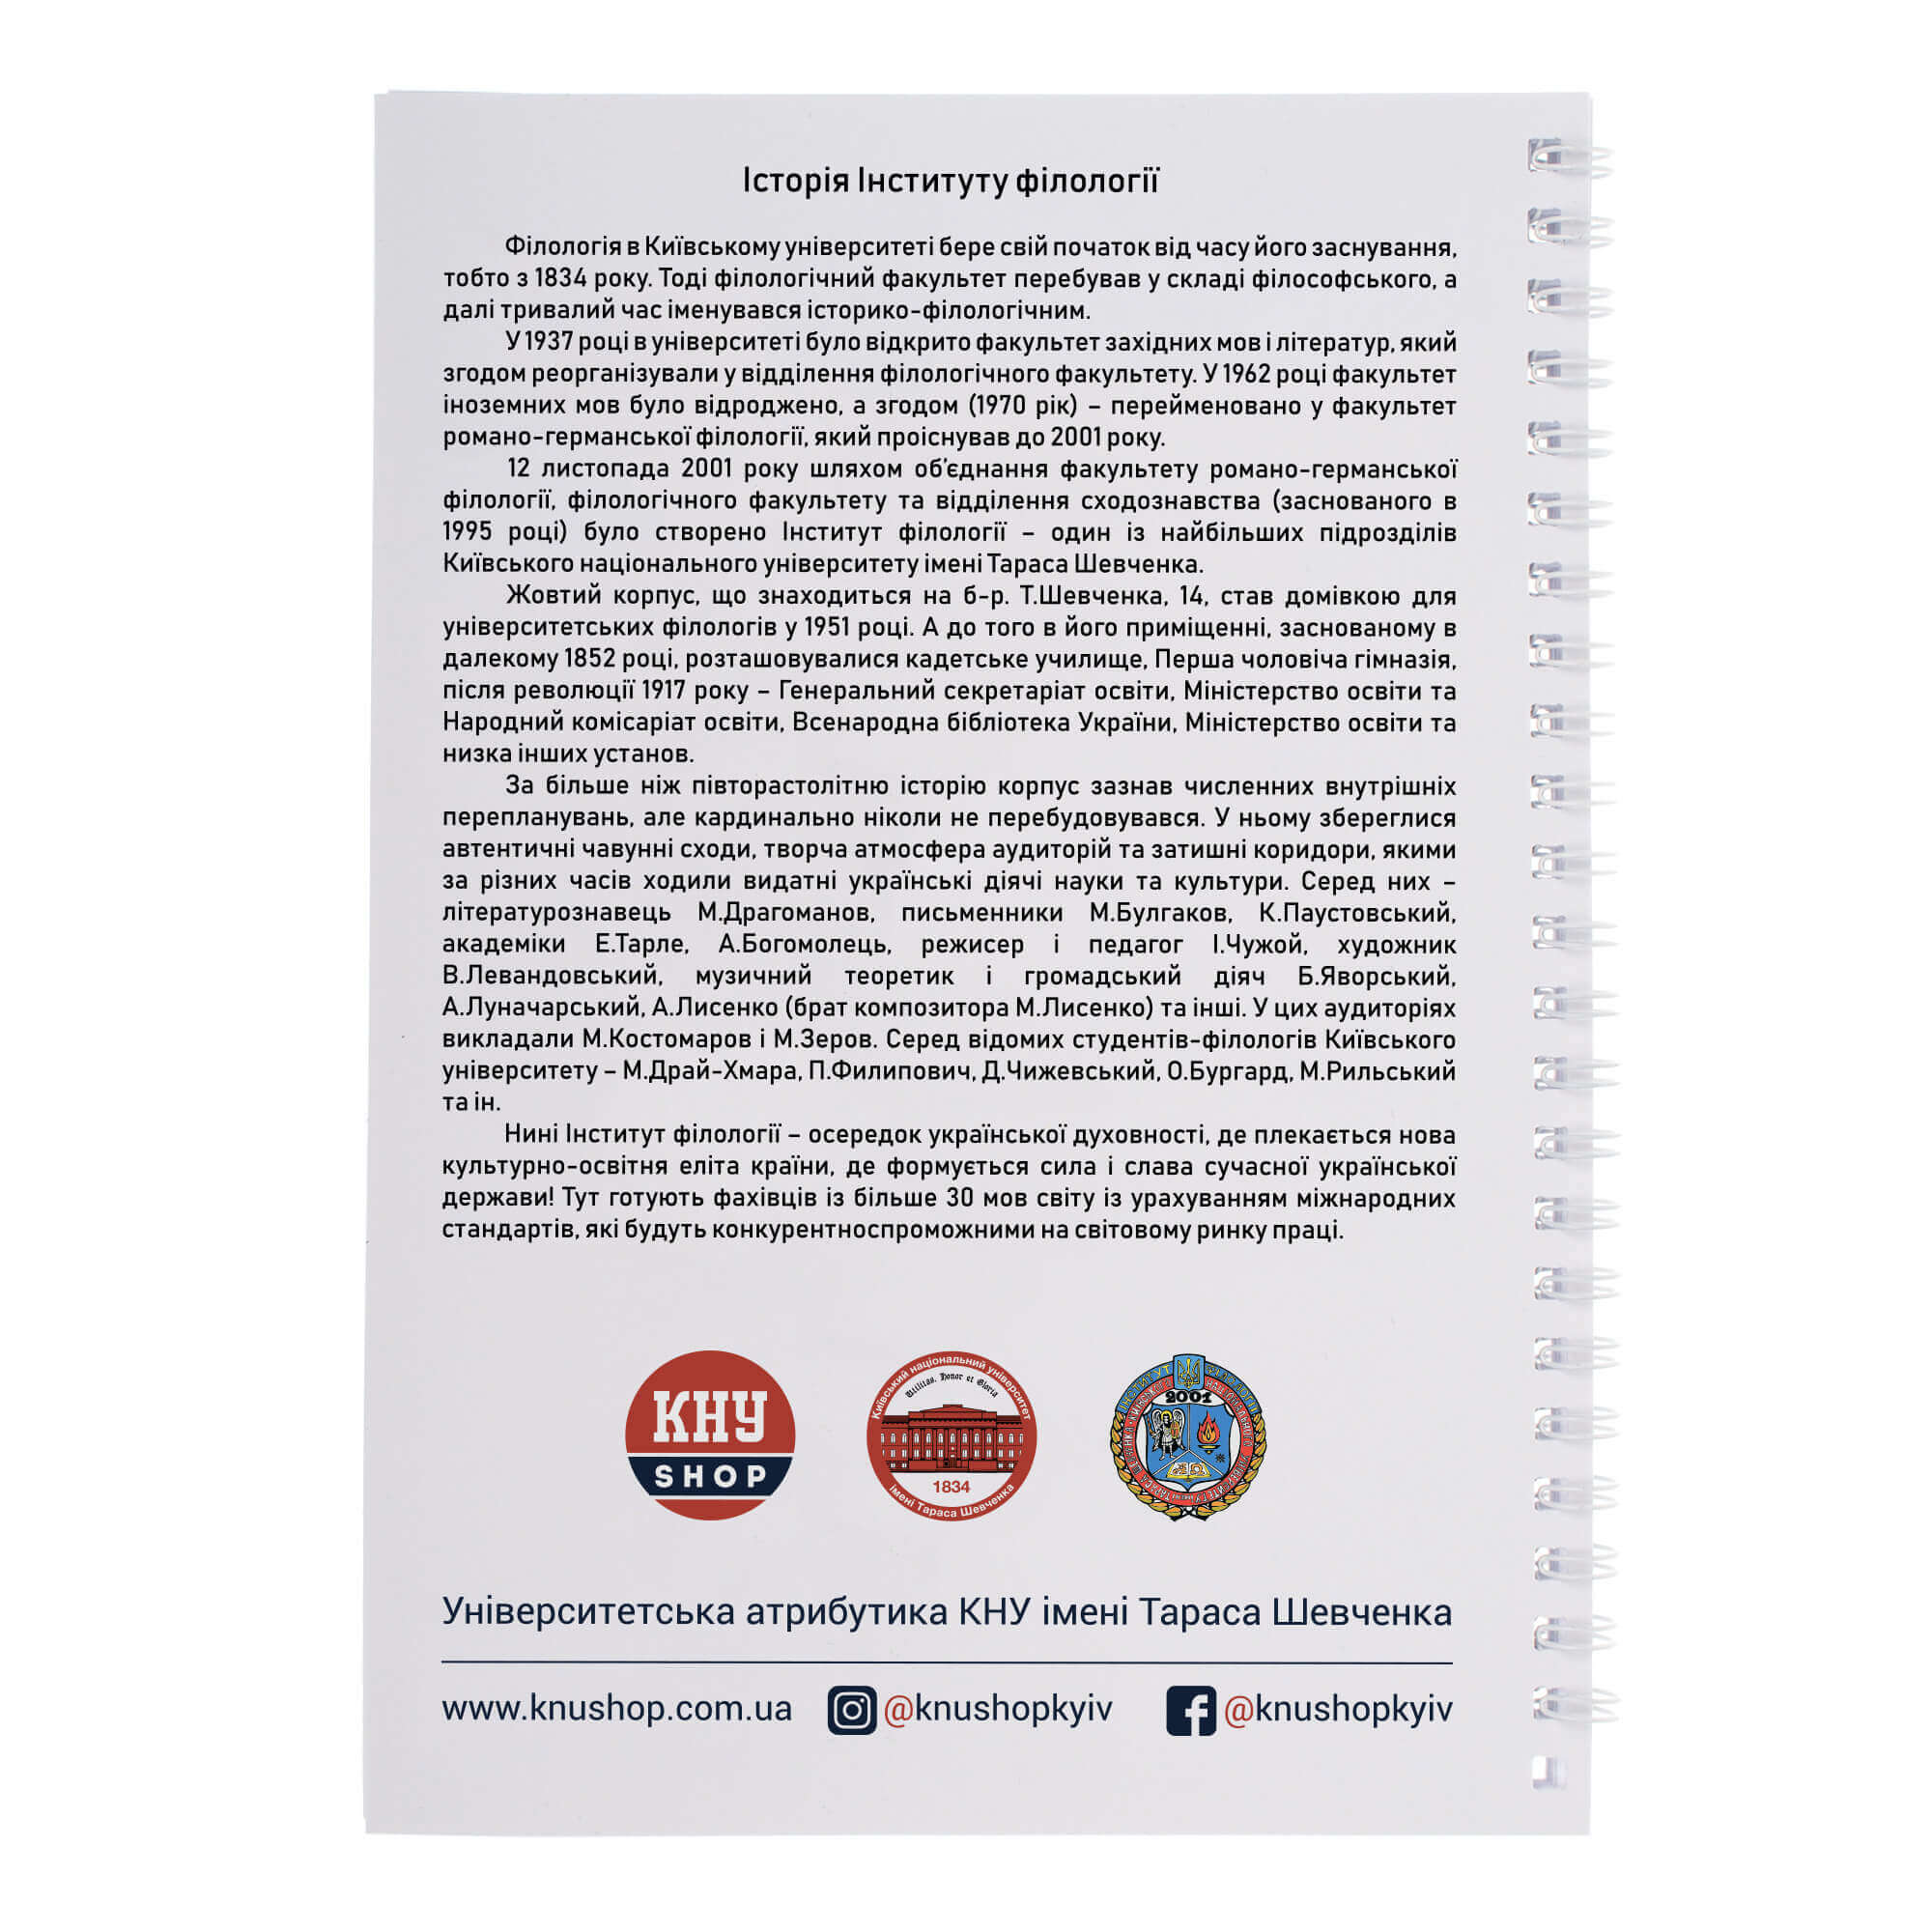 Історія Інституту філології
Філологія в Київському університеті бере свій початок від часу його заснування,
тобто з 1834 року. Тоді філологічний факультет перебував у складі філософського, а
далі тривалий час іменувався історико-філологічним.
У 1937 році в університеті було відкрито факультет західних мов і літератур, який
згодом реорганізували у відділення філологічного факультету. У 1962 році факультет
іноземних мов було відроджено, а згодом (1970 рік) – перейменовано у факультет
романо-германської філології, який проіснував до 2001 року.
12 листопада 2001 року шляхом об'єднання факультету романо-германської
філології, філологічного факультету та відділення сходознавства (заснованого в
1995 році) було створено Інститут філології – один із найбільших підрозділів
Київського національного університету імені Тараса Шевченка.
Жовтий корпус, що знаходиться на б-р. Т.Шевченка, 14, став домівкою для
університетських філологів у 1951 році. А до того в його приміщенні, заснованому в
далекому 1852 році, розташовувалися кадетське училище, Перша чоловіча гімназія,
після революції 1917 року – Генеральний секретаріат освіти, Міністерство освіти та
Народний комісаріат освіти, Всенародна бібліотека України, Міністерство освіти та
низка інших установ.
За більше ніж півторастолітню історію корпус зазнав численних внутрішніх
перепланувань, але кардинально ніколи не перебудовувався. У ньому збереглися
автентичні чавунні сходи, творча атмосфера аудиторій та затишні коридори, якими
за різних часів ходили видатні українські діячі науки та культури. Серед них –
літературознавець М.Драгоманов, письменники М.Булгаков, К.Паустовський,
академіки Е.Тарле, А.Богомолець, режисер і педагог І.Чужой, художник
В.Левандовський, музичний теоретик і громадський діяч Б.Яворський,
А.Луначарський, А.Лисенко (брат композитора М.Лисенко) та інші. У цих аудиторіях
викладали М.Костомаров і М.Зеров. Серед відомих студентів-філологів Київського
університету – М.Драй-Хмара, П.Филипович, Д.Чижевський, О.Бургард, М.Рильський
та ін.
Нині Інститут філології – осередок української духовності, де плекається нова
культурно-освітня еліта країни, де формується сила і слава сучасної української
держави! Тут готують фахівців із більше 30 мов світу із урахуванням міжнародних
стандартів, які будуть конкурентноспроможними на світовому ринку праці.
КНУ
SHOP
Київський національний університет
Utilitas, Honor et Gloria
1834
імені Тараса Шевченка
ІНСТИТУТ ФІЛОЛОГІЇ
2001
Університетська атрибутика КНУ імені Тараса Шевченка
www.knushop.com.ua @knushopkyiv @knushopkyiv